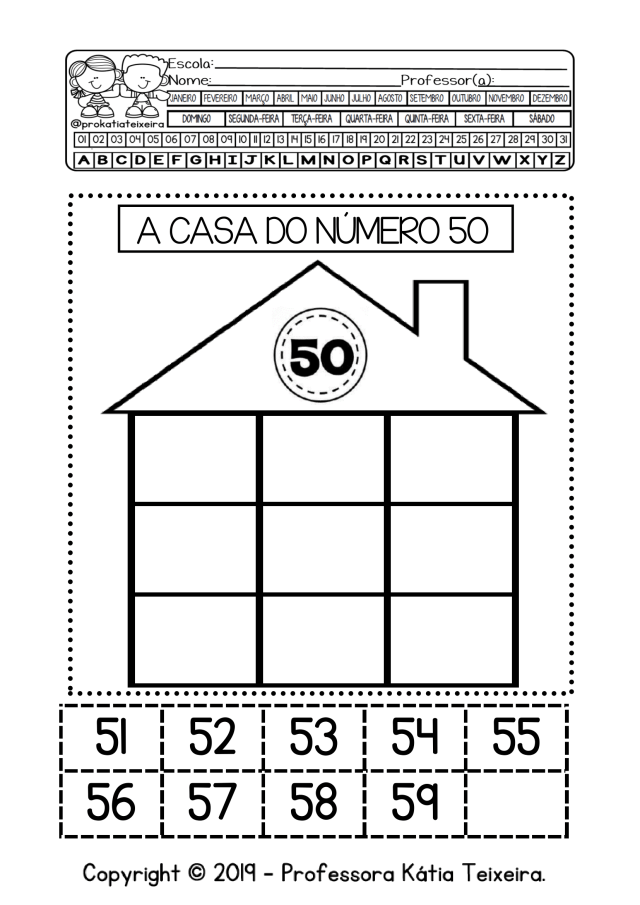 Escola:
Nome: Professor(a):
JANEIRO FEVEREIRO MARÇO ABRIL MAIO JUNHO JULHO AGOSTO SETEMBRO OUTUBRO NOVEMBRO DEZEMBRO
DOMINGO SEGUNDA-FEIRA TERÇA-FEIRA QUARTA-FEIRA QUINTA-FEIRA SEXTA-FEIRA SÁBADO
@prokatiateixeira
01 02 03 04 05 06 07 08 09 10 11 12 13 14 15 16 17 18 19 20 21 22 23 24 25 26 27 28 29 30 31
A B C D E F G H I J K L M N O P Q R S T U V W X Y Z
A CASA DO NÚMERO 50
50
51 52 53 54 55
56 57 58 59
Copyright © 2019 - Professora Kátia Teixeira.